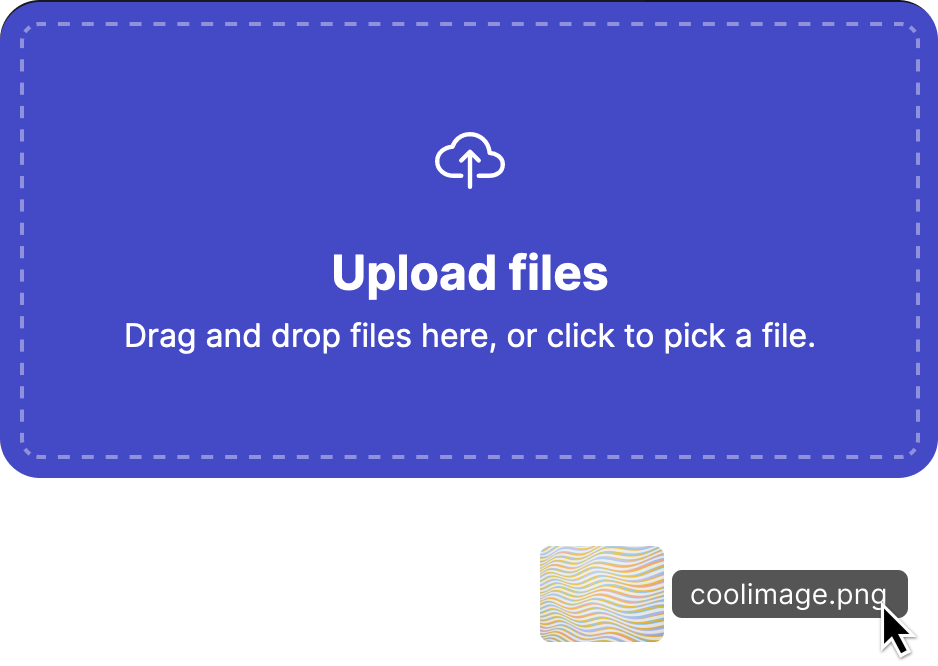 Upload files
Drag and drop files here, or click to pick a file.
coolimage.png